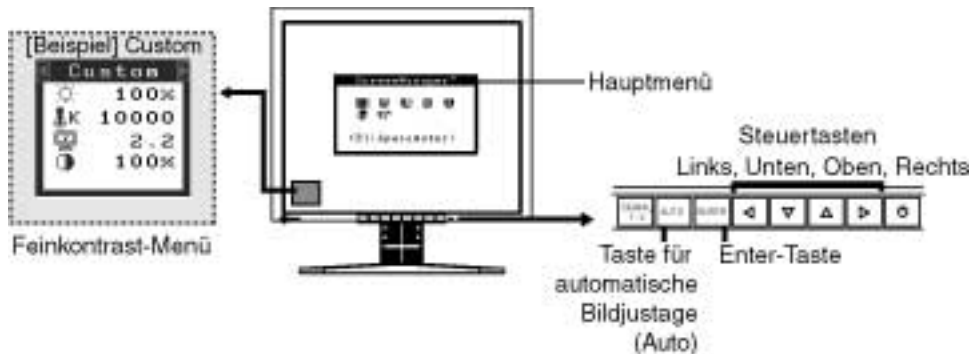 [Beispiel] Custom
Custom
100%
K 10000
2.2
100%
Feinkontrast-Menü
Hauptmenü
Steuertasten
Links, Unten, Oben, Rechts
AUTO
Taste für
automatische
Bildjustage
(Auto)
Enter-Taste